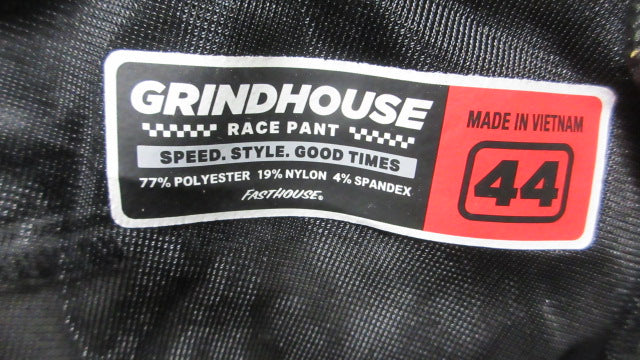 GRINDHOUSE
RACE PANT
SPEED. STYLE. GOOD TIMES
77% POLYESTER 19% NYLON 4% SPANDEX
FASTHOUSE®
MADE IN VIETNAM
44